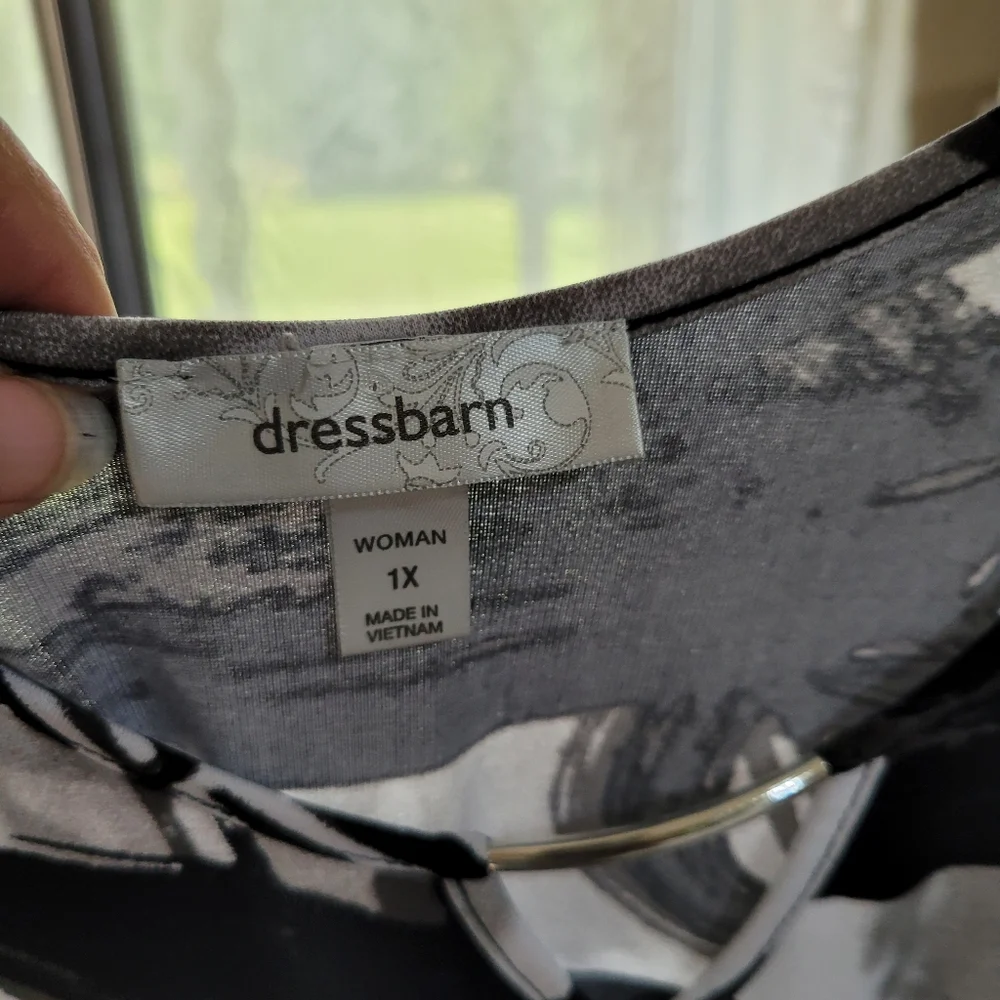 dressbarn
WOMAN
1X
MADE IN
VIETNAM